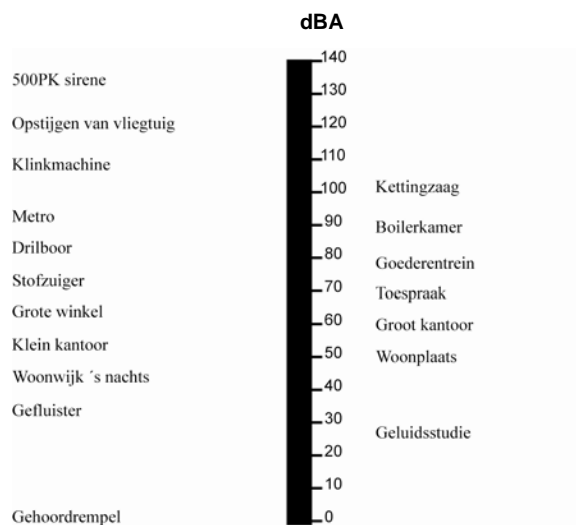 dBA
140
500PK sirene
130
Opstijgen van vliegtuig
120
110
Klinkmachine
100
Kettingzaag
Metro
90
Boilerkamer
Drilboor
80
Goederentrein
Stofzuiger
70
Toespraak
Grote winkel
60
Groot kantoor
Klein kantoor
50
Woonplaats
Woonwijk ´s nachts
40
Gefluister
30
Geluidsstudie
20
10
Gehoordrempel
0